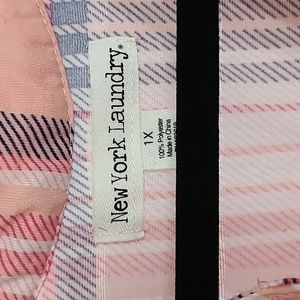 New York Laundry®
1X
100% Polyester
Made in China